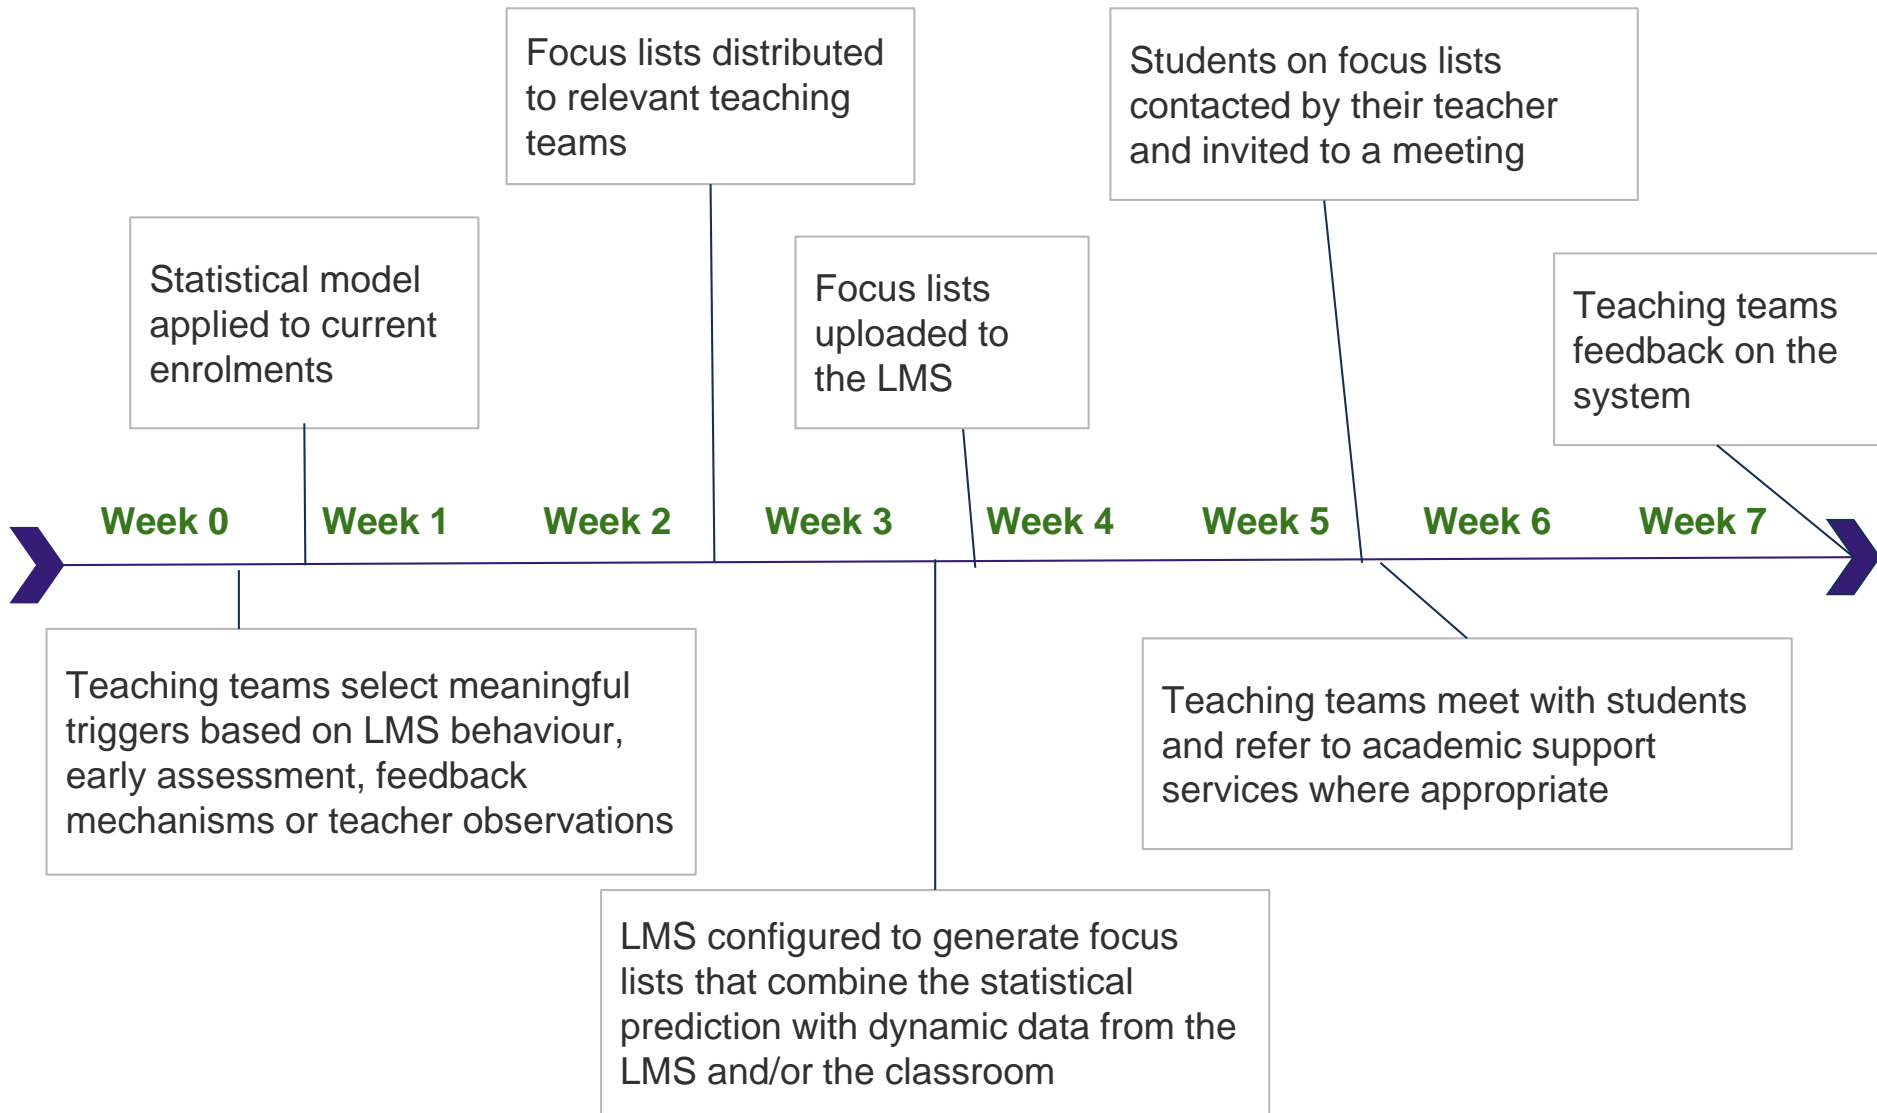 Focus lists distributed
to relevant teaching
teams
Students on focus lists
contacted by their teacher
and invited to a meeting
Statistical model
applied to current
enrolments
Focus lists
uploaded to
the LMS
Teaching teams
feedback on the
system
Week 0 Week 1 Week 2 Week 3 Week 4 Week 5 Week 6 Week 7
Teaching teams select meaningful
triggers based on LMS behaviour,
early assessment, feedback
mechanisms or teacher observations
Teaching teams meet with students
and refer to academic support
services where appropriate
LMS configured to generate focus
lists that combine the statistical
prediction with dynamic data from the
LMS and/or the classroom